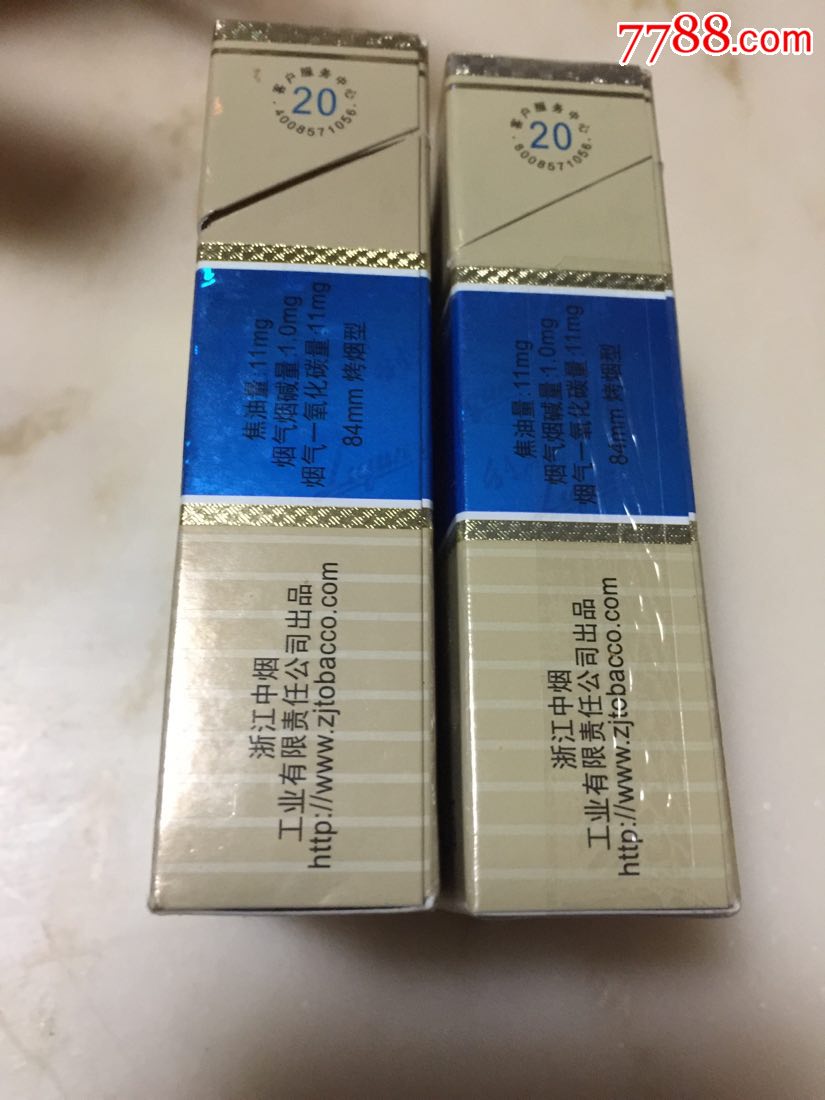 7788.com
客户服务中心
20
·4008571056·
焦油量:11mg
烟气烟碱量:1.0mg
烟气一氧化碳量:11mg
84mm 烤烟型
浙江中烟
工业有限责任公司出品
http://www.zjtobacco.com
客户服务中心
20
·8008571056·
焦油量:11mg
烟气烟碱量:1.0mg
烟气一氧化碳量:11mg
84mm 烤烟型
浙江中烟
工业有限责任公司出品
http://www.zjtobacco.com